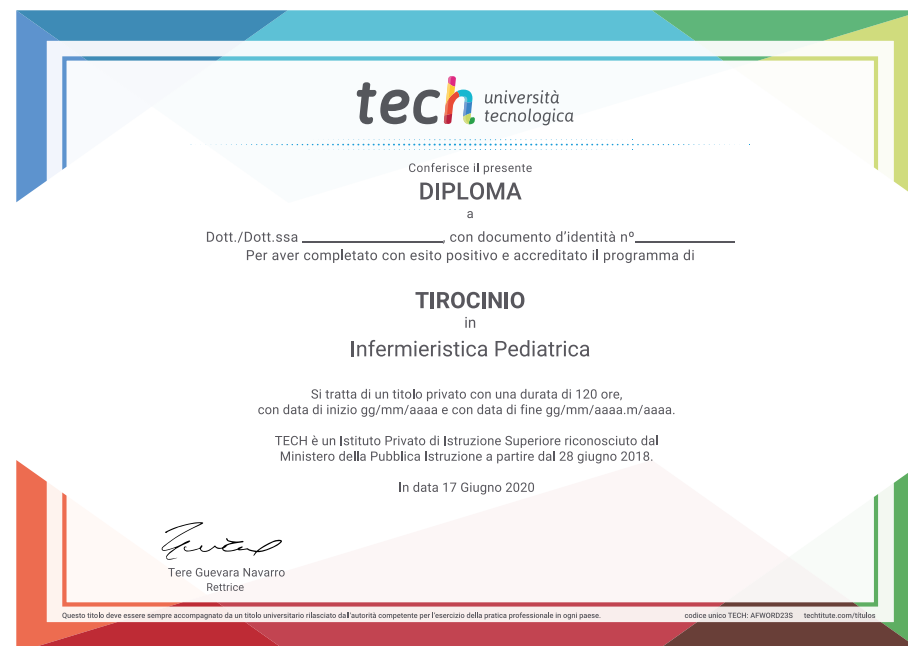 tech università
tecnologica
Conferisce il presente
DIPLOMA
a
Dott./Dott.ssa ____________________, con documento d'identità nº______________
Per aver completato con esito positivo e accreditato il programma di
TIROCINIO
in
Infermieristica Pediatrica
Si tratta di un titolo privato con una durata di 120 ore,
con data di inizio gg/mm/aaaa e con data di fine gg/mm/aaaa.m/aaaa.
TECH è un Istituto Privato di Istruzione Superiore riconosciuto dal
Ministero della Pubblica Istruzione a partire dal 28 giugno 2018.
In data 17 Giugno 2020
Tere Guevara Navarro
Rettrice
Questo titolo deve essere sempre accompagnato da un titolo universitario rilasciato dall'autorità competente per l'esercizio della pratica professionale in ogni paese. codice unico TECH: AFWORD23S techtitute.com/titulos